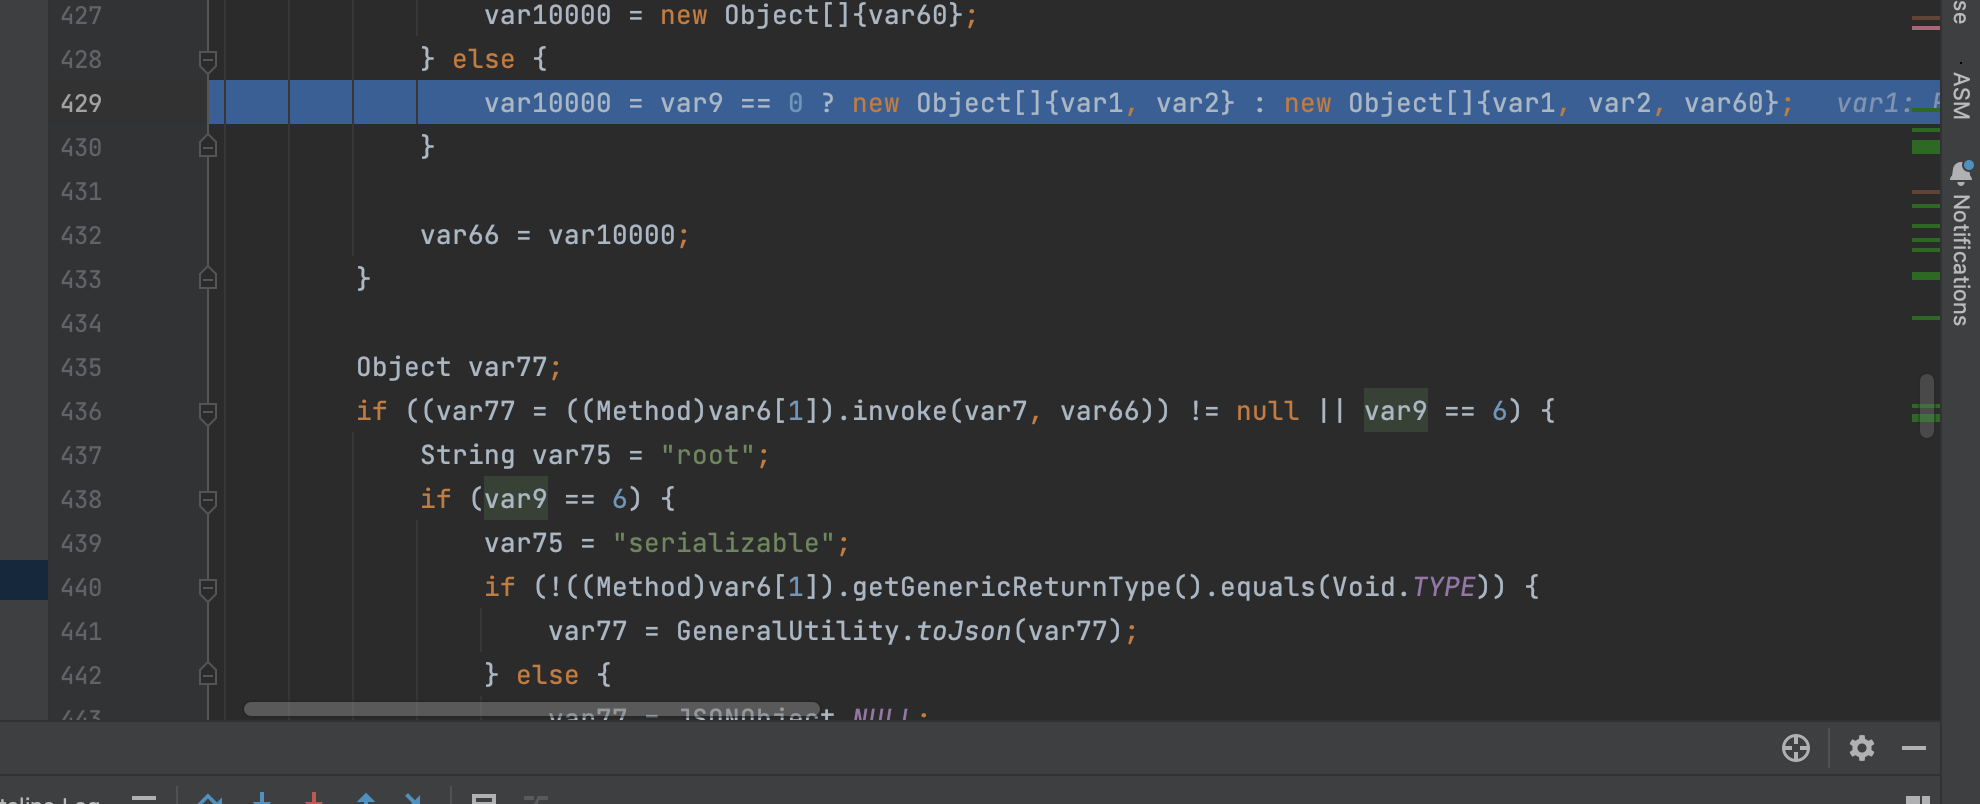 427 var10000 = new Object[]{var60};
428 } else {
429 var10000 = var9 == 0 ? new Object[]{var1, var2} : new Object[]{var1, var2, var60}; var1:
430 }
431
432 var66 = var10000;
433 }
434
435 Object var77;
436 if ((var77 = ((Method)var6[1]).invoke(var7, var66)) != null || var9 == 6) {
437 String var75 = "root";
438 if (var9 == 6) {
439 var75 = "serializable";
440 if (!((Method)var6[1]).getGenericReturnType().equals(Void.TYPE)) {
441 var77 = GeneralUtility.toJson(var77);
442 } else {
443 var77 = JSONObject.NULL;
se
ASM
Notifications
Log